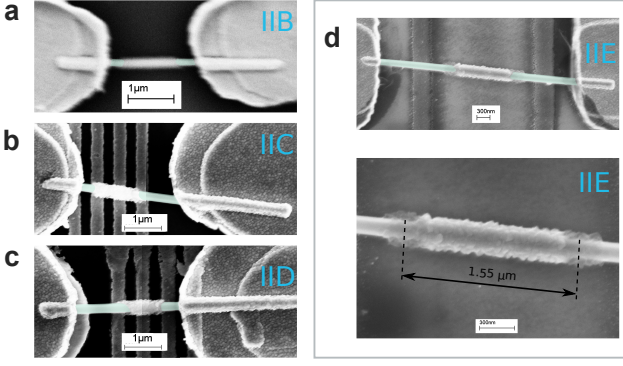 a
IIB
1µm
b
IIC
1µm
c
IID
1µm
d
IIE
300nm
IIE
1.55 µm
300nm